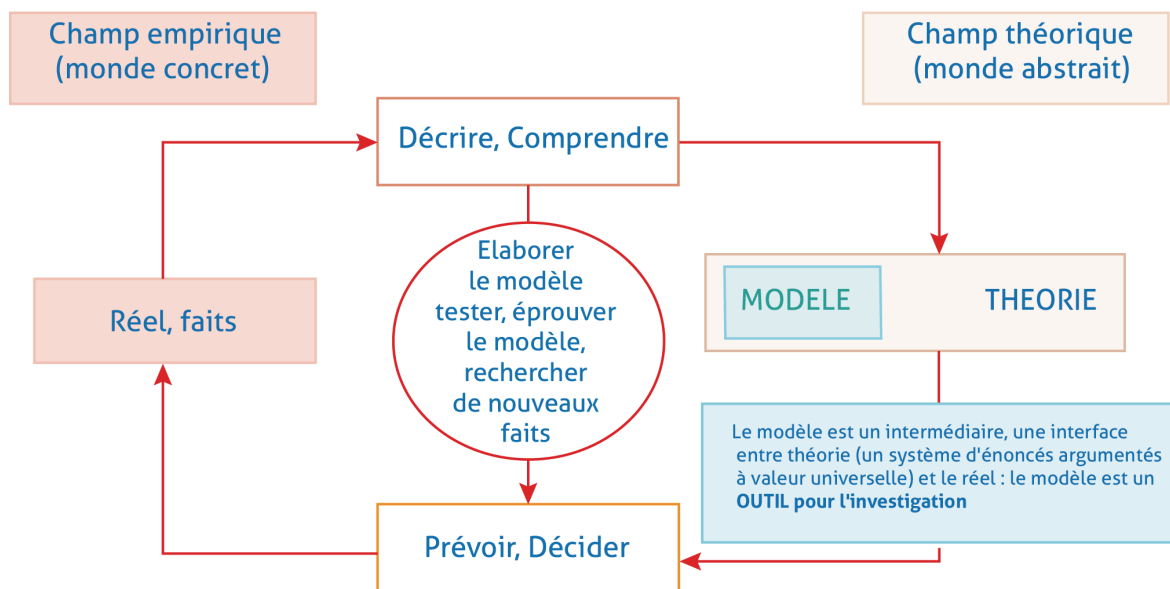 Champ empirique
(monde concret)
Champ théorique
(monde abstrait)
Décrire, Comprendre
Elaborer
le modèle
tester, éprouver
le modèle,
rechercher
de nouveaux
faits
Réel, faits
MODELE
THEORIE
Le modèle est un intermédiaire, une interface
entre théorie (un système d'énoncés argumentés
à valeur universelle) et le réel : le modèle est un
OUTIL pour l'investigation
Prévoir, Décider